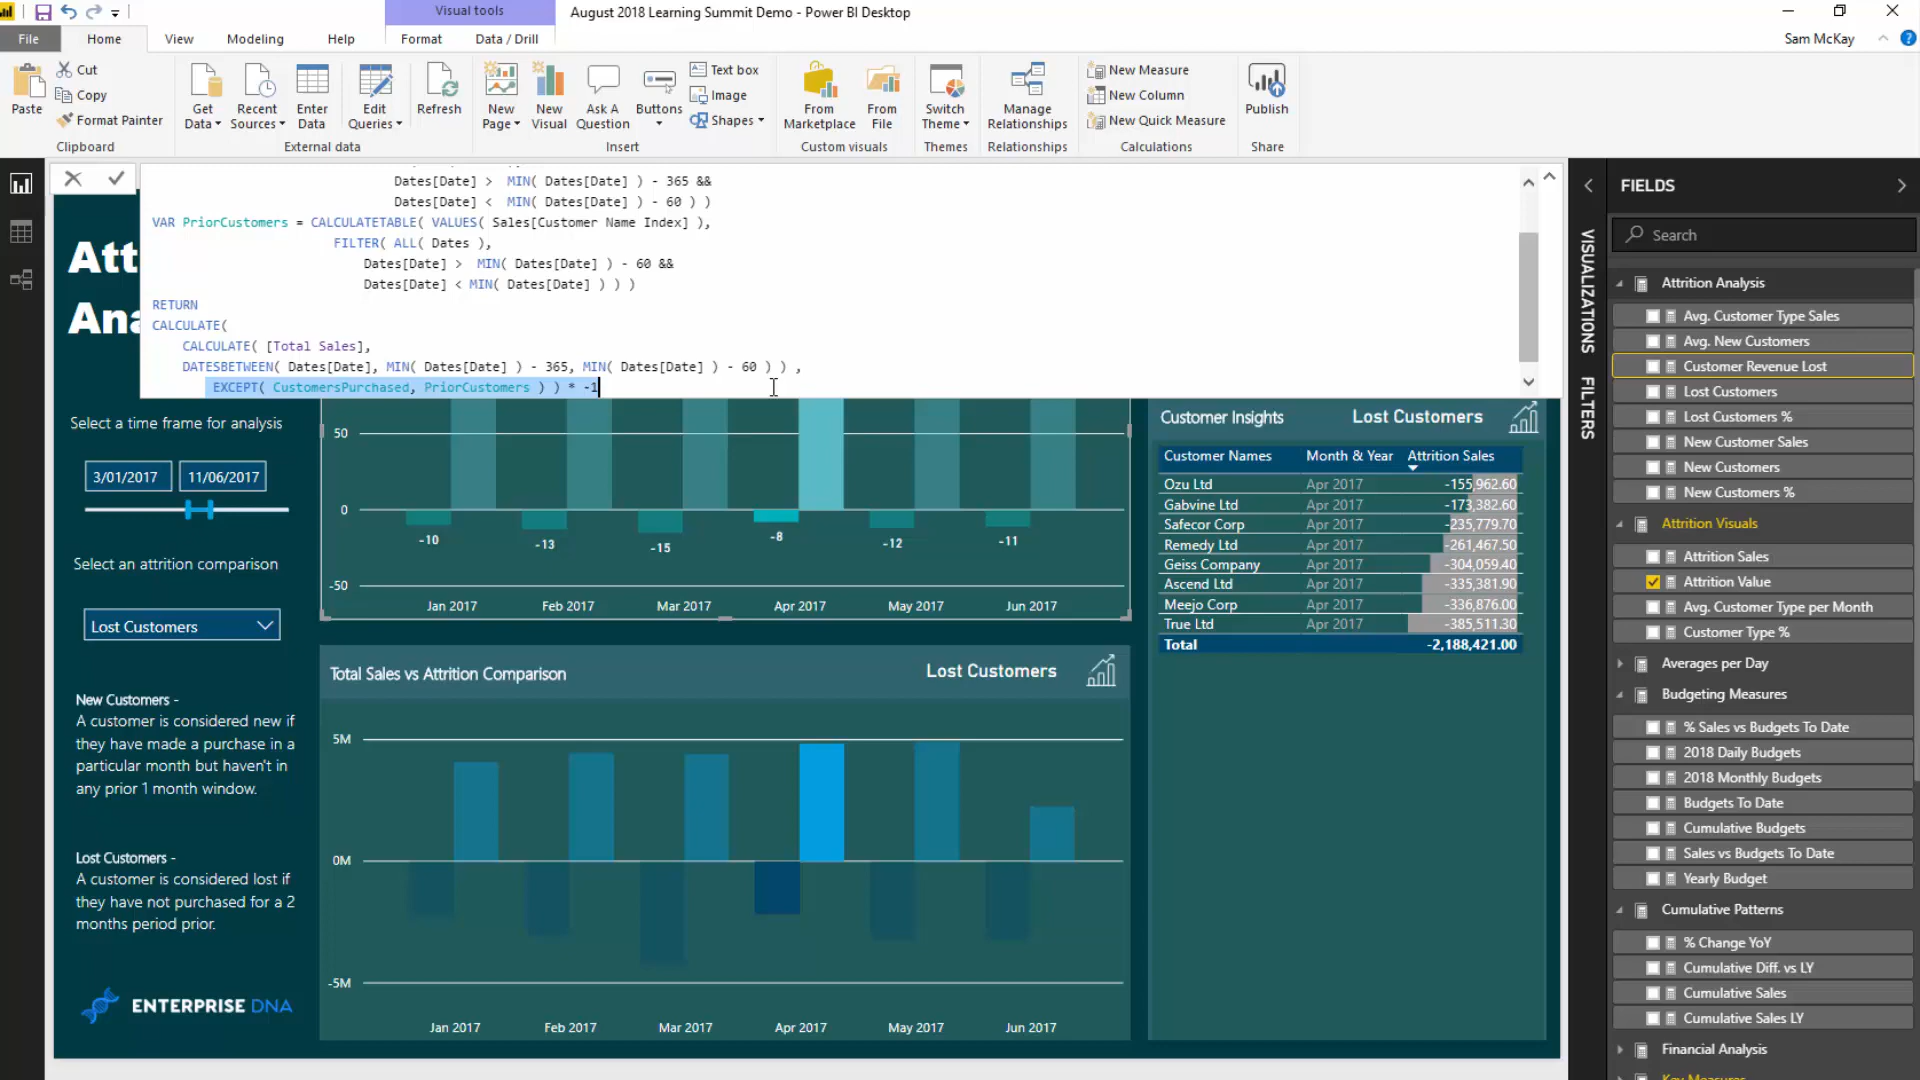 Visual tools
August 2018 Learning Summit Demo - Power BI Desktop
File
Home
View
Modeling
Help
Format
Data / Drill
Sam McKay
?
Paste
Cut
Copy
Format Painter
Clipboard
Get Data
Recent Sources
Enter Data
Edit Queries
Refresh
External data
New Page
New Visual
Ask A Question
Buttons
Text box
Image
Shapes
Insert
From Marketplace
From File
Custom visuals
Switch Theme
Themes
Manage Relationships
Relationships
New Measure
New Column
New Quick Measure
Calculations
Publish
Share
Dates[Date] > MIN( Dates[Date] ) - 365 &&
Dates[Date] < MIN( Dates[Date] ) - 60 ) )
VAR PriorCustomers = CALCULATETABLE( VALUES( Sales[Customer Name Index] ),
FILTER( ALL( Dates ),
Dates[Date] > MIN( Dates[Date] ) - 60 &&
Dates[Date] < MIN( Dates[Date] ) ) )
RETURN
CALCULATE(
CALCULATE( [Total Sales],
DATESBETWEEN( Dates[Date], MIN( Dates[Date] ) - 365, MIN( Dates[Date] ) - 60 ) ) ,
EXCEPT( CustomersPurchased, PriorCustomers ) ) * -1
Att
Ana
Select a time frame for analysis
3/01/2017
11/06/2017
Select an attrition comparison
Lost Customers
New Customers -
A customer is considered new if
they have made a purchase in a
particular month but haven't in
any prior 1 month window.
Lost Customers -
A customer is considered lost if
they have not purchased for a 2
months period prior.
ENTERPRISE DNA
50
0
-50
-10
-13
-15
-8
-12
-11
Jan 2017
Feb 2017
Mar 2017
Apr 2017
May 2017
Jun 2017
Total Sales vs Attrition Comparison
Lost Customers
5M
0M
-5M
Jan 2017
Feb 2017
Mar 2017
Apr 2017
May 2017
Jun 2017
Customer Insights
Lost Customers
Customer Names Month & Year Attrition Sales
Ozu Ltd Apr 2017 -155,962.60
Gabvine Ltd Apr 2017 -173,382.60
Safecor Corp Apr 2017 -235,779.70
Remedy Ltd Apr 2017 -261,467.50
Geiss Company Apr 2017 -304,059.40
Ascend Ltd Apr 2017 -335,381.90
Meejo Corp Apr 2017 -336,876.00
True Ltd Apr 2017 -385,511.30
Total -2,188,421.00
VISUALIZATIONS
FILTERS
FIELDS
Search
Attrition Analysis
Avg. Customer Type Sales
Avg. New Customers
Customer Revenue Lost
Lost Customers
Lost Customers %
New Customer Sales
New Customers
New Customers %
Attrition Visuals
Attrition Sales
Attrition Value
Avg. Customer Type per Month
Customer Type %
Averages per Day
Budgeting Measures
% Sales vs Budgets To Date
2018 Daily Budgets
2018 Monthly Budgets
Budgets To Date
Cumulative Budgets
Sales vs Budgets To Date
Yearly Budget
Cumulative Patterns
% Change YoY
Cumulative Diff. vs LY
Cumulative Sales
Cumulative Sales LY
Financial Analysis
Key Measures